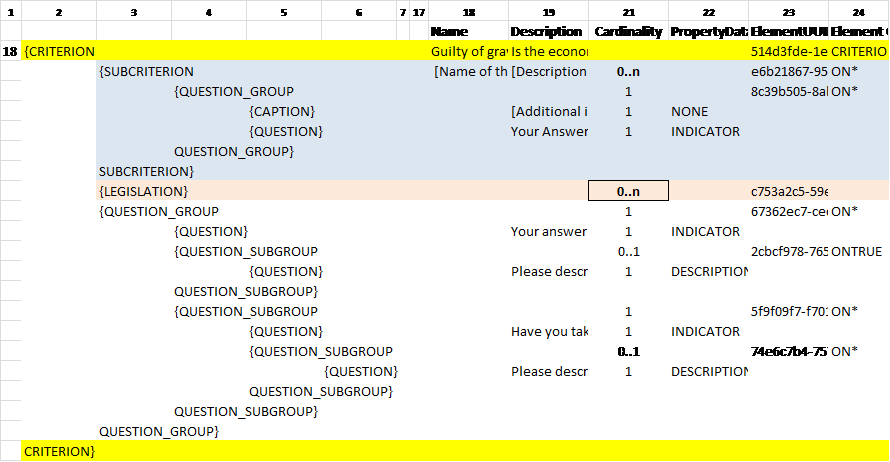 1 2 3 4 5 6 7 17 18 19 21 22 23 24
Name Description Cardinality PropertyDat ElementUUI Element
18 {CRITERION Guilty of gra Is the econo 514d3fde-1e CRITERIO
{SUBCRITERION [Name of th [Description 0..n e6b21867-95 ON*
{QUESTION_GROUP 1 8c39b505-8a ON*
{CAPTION} [Additional i 1 NONE
{QUESTION} Your Answer 1 INDICATOR
QUESTION_GROUP}
SUBCRITERION}
{LEGISLATION} 0..n c753a2c5-59e
{QUESTION_GROUP 1 67362ec7-ce ON*
{QUESTION} Your answer 1 INDICATOR
{QUESTION_SUBGROUP 0..1 2cbcf978-765 ONTRUE
{QUESTION} Please descr 1 DESCRIPTION
QUESTION_SUBGROUP}
{QUESTION_SUBGROUP 1 5f9f09f7-f70 ON*
{QUESTION} Have you tak 1 INDICATOR
{QUESTION_SUBGROUP 0..1 74e6c7b4-75 ON*
{QUESTION} Please descr 1 DESCRIPTION
QUESTION_SUBGROUP}
QUESTION_SUBGROUP}
QUESTION_GROUP}
CRITERION}